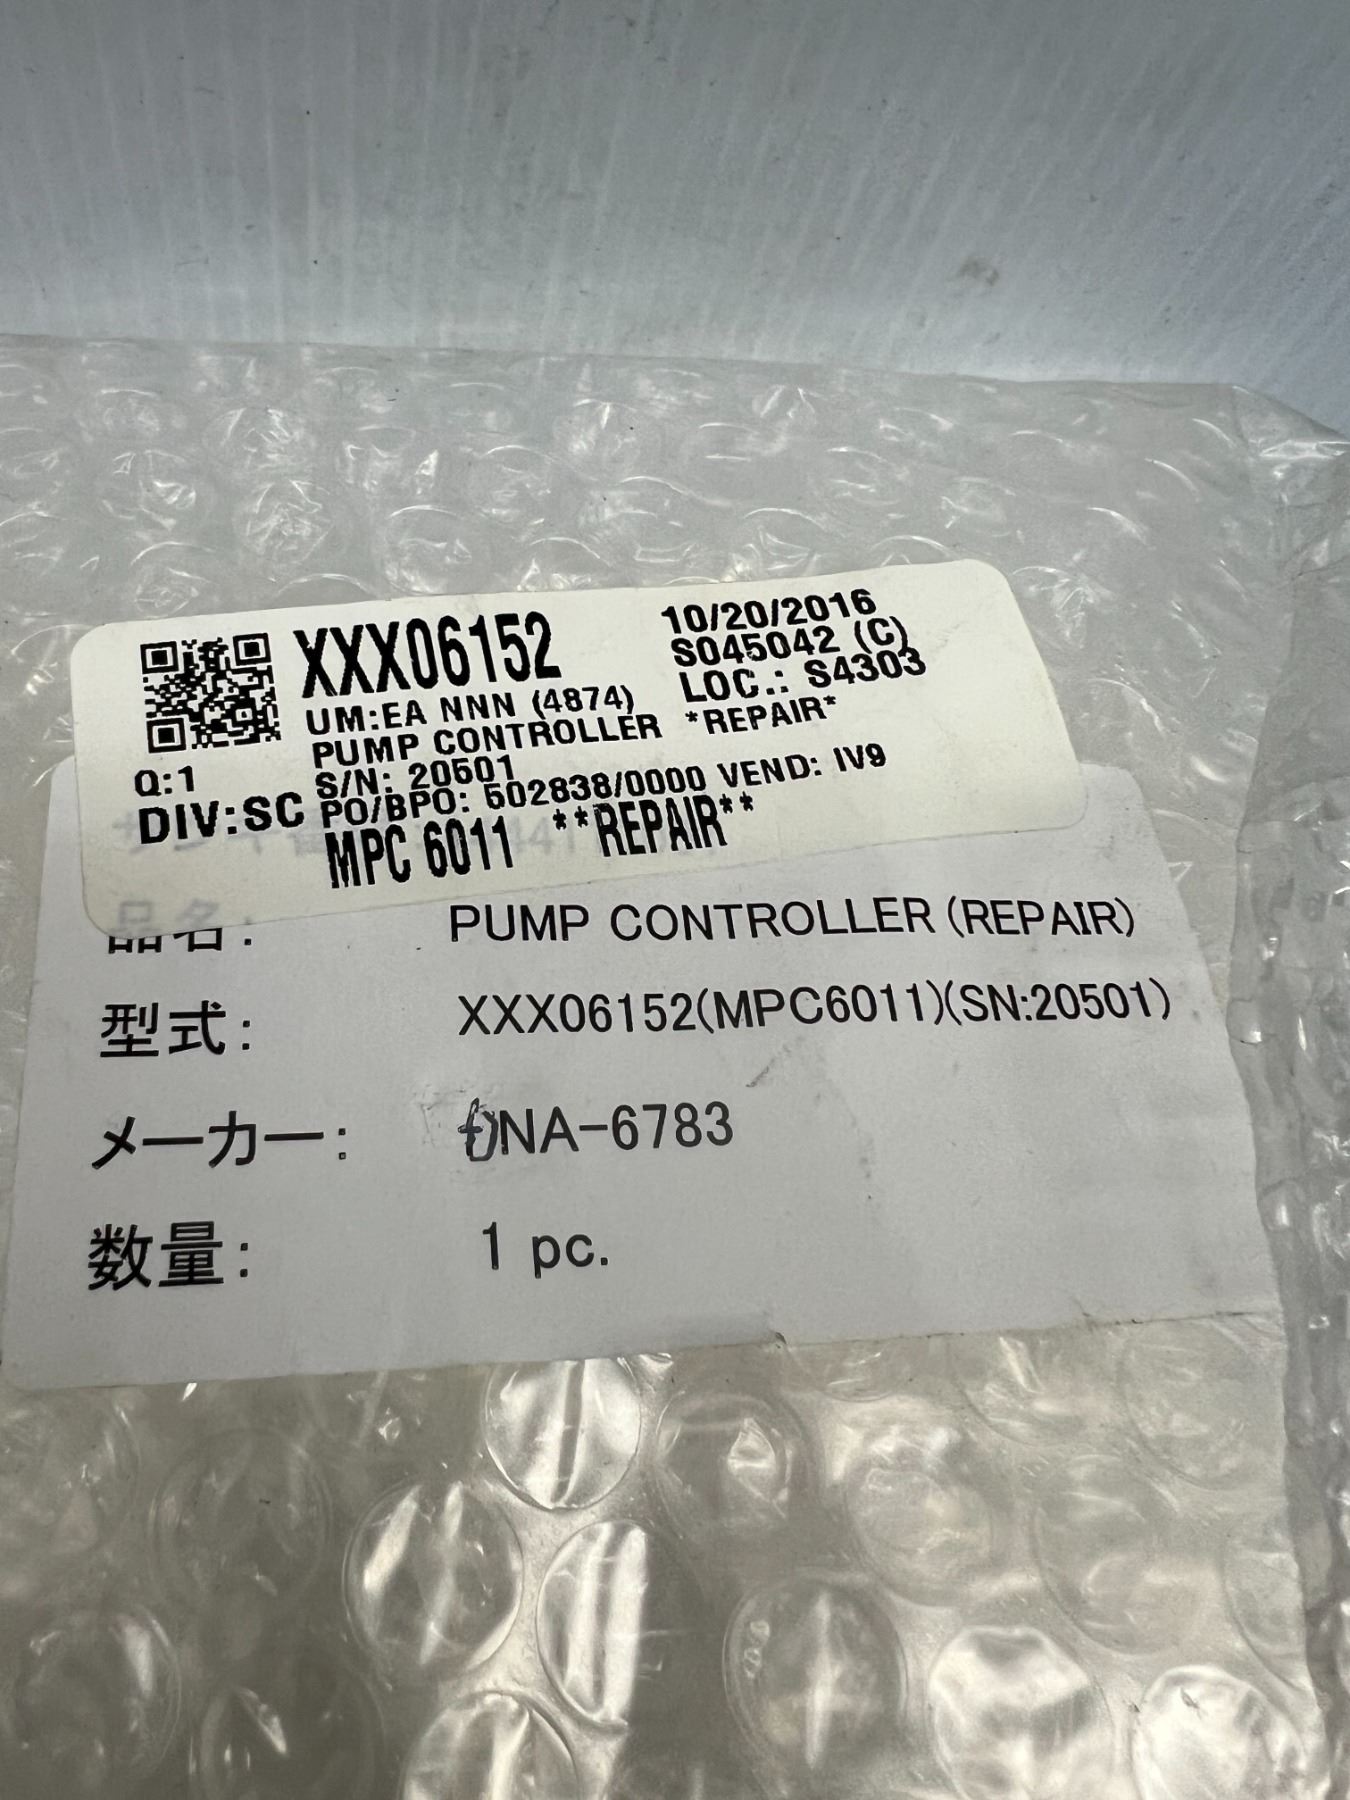 XXX06152
10/20/2016
S045042 (C)
LOC.: S4303
UM:EA NNN (4874)
PUMP CONTROLLER *REPAIR*
Q:1
S/N: 20501
DIV:SC
PO/BPO: 502838/0000 VEND: IV9
MPC 6011 **REPAIR**
品名: PUMP CONTROLLER (REPAIR)
型式: XXX06152(MPC6011)(SN:20501)
メーカー: NA-6783
数量: 1 pc.